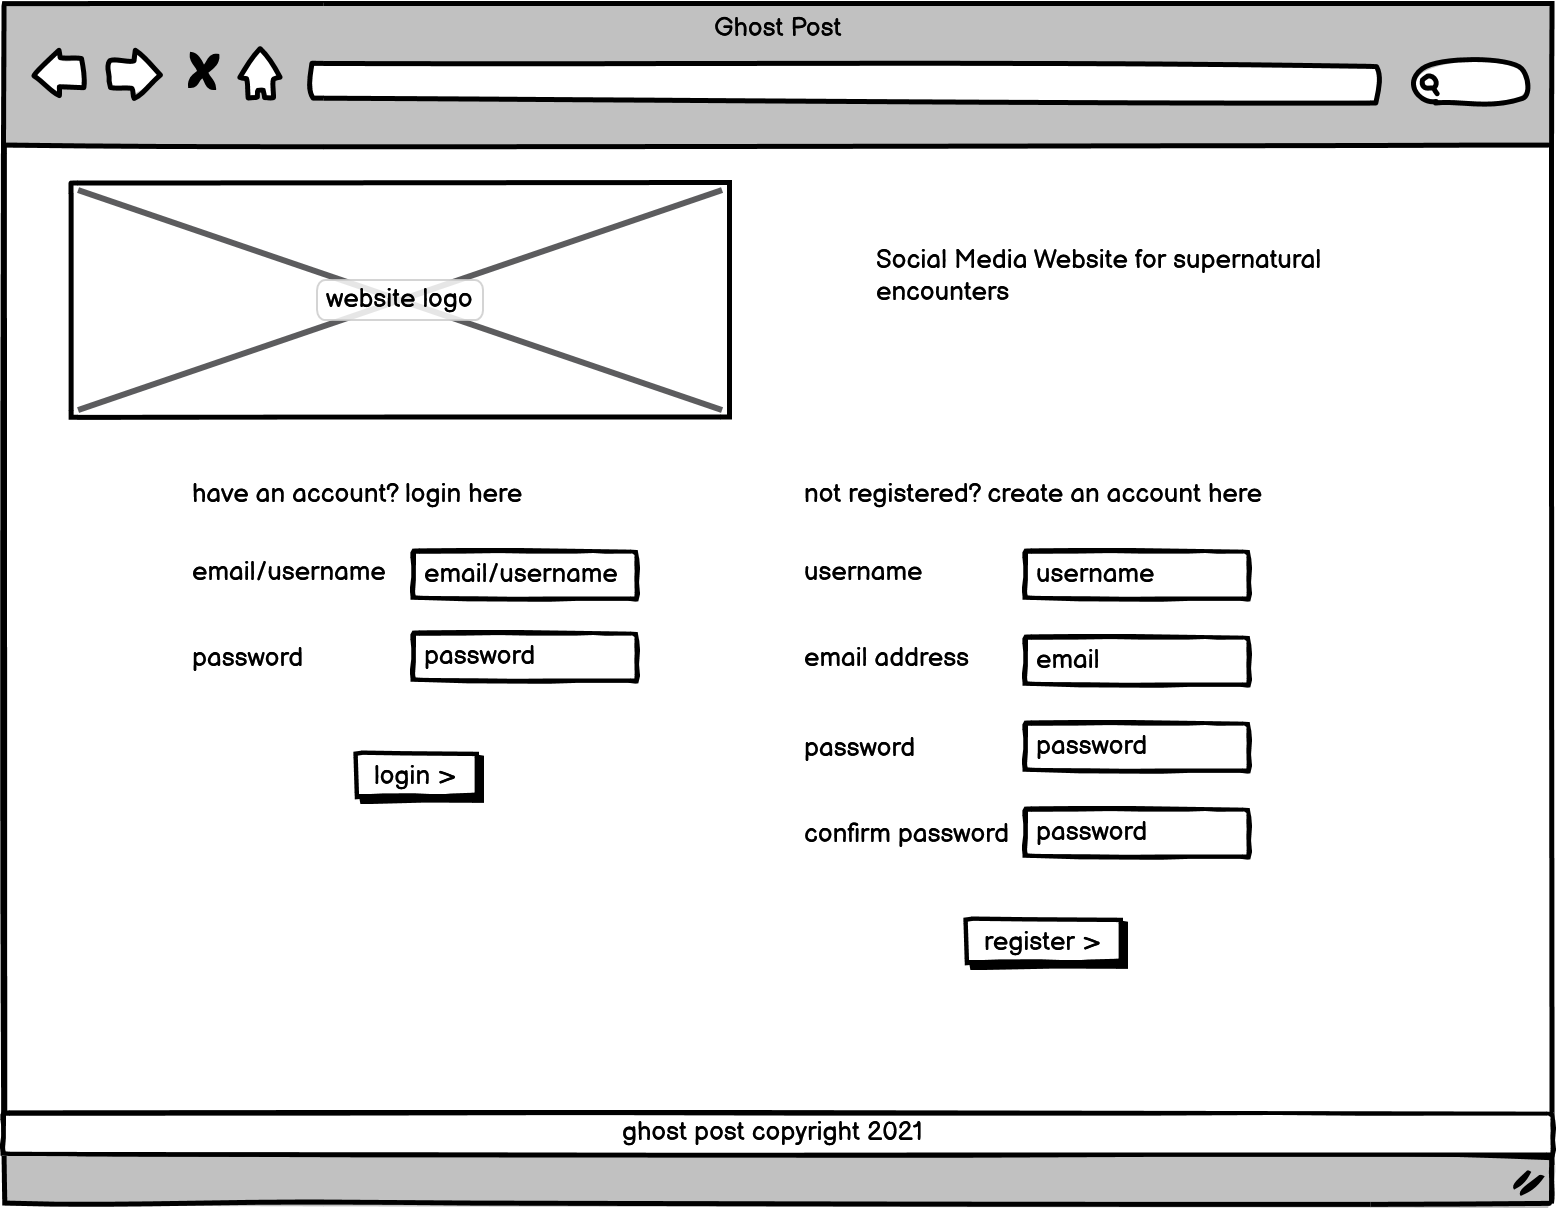 Ghost Post
website logo
Social Media Website for supernatural
encounters
have an account? login here
email/username
email/username
password
password
login >
not registered? create an account here
username
username
email address
email
password
password
confirm password
password
register >
ghost post copyright 2021